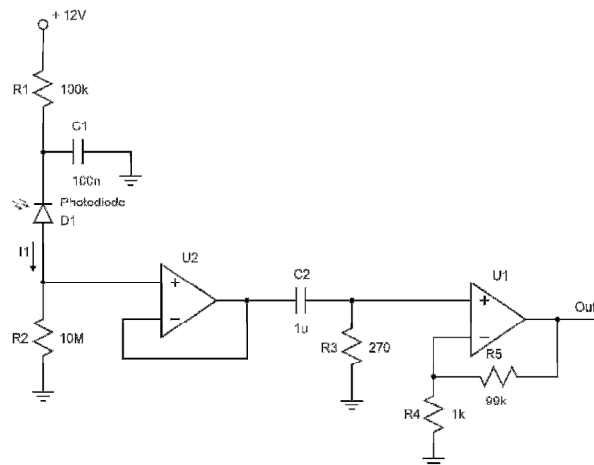 + 12V
R1
100k
C1
100n
Photodiode
D1
I1
U2
+
−
R2
10M
C2
1u
R3
270
U1
+
−
Out
R5
99k
R4
1k